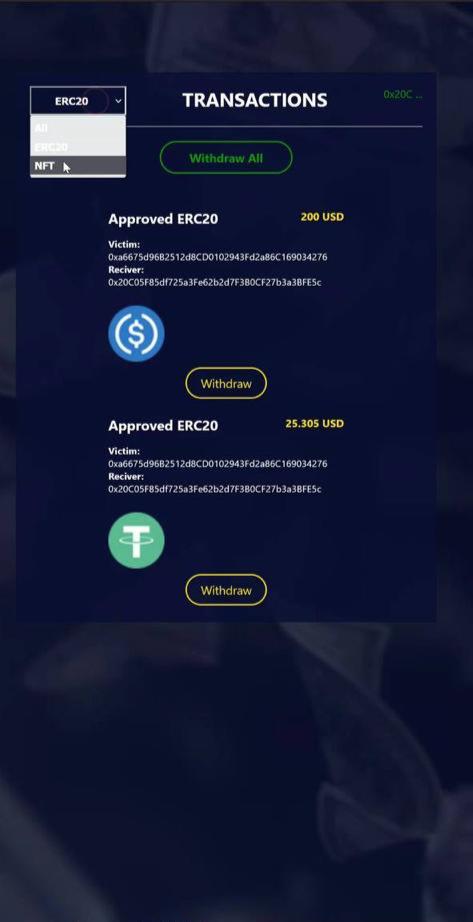 ERC20
TRANSACTIONS
0x20C ...
All
ERC20
NFT
Withdraw All
Approved ERC20
200 USD
Victim:
0xa6675d96B2512d8CD0102943Fd2a86C169034276
Reciver:
0x20C05F85df725a3Fe62b2d7F3B0CF27b3a3BFE5c
Withdraw
Approved ERC20
25.305 USD
Victim:
0xa6675d96B2512d8CD0102943Fd2a86C169034276
Reciver:
0x20C05F85df725a3Fe62b2d7F3B0CF27b3a3BFE5c
Withdraw